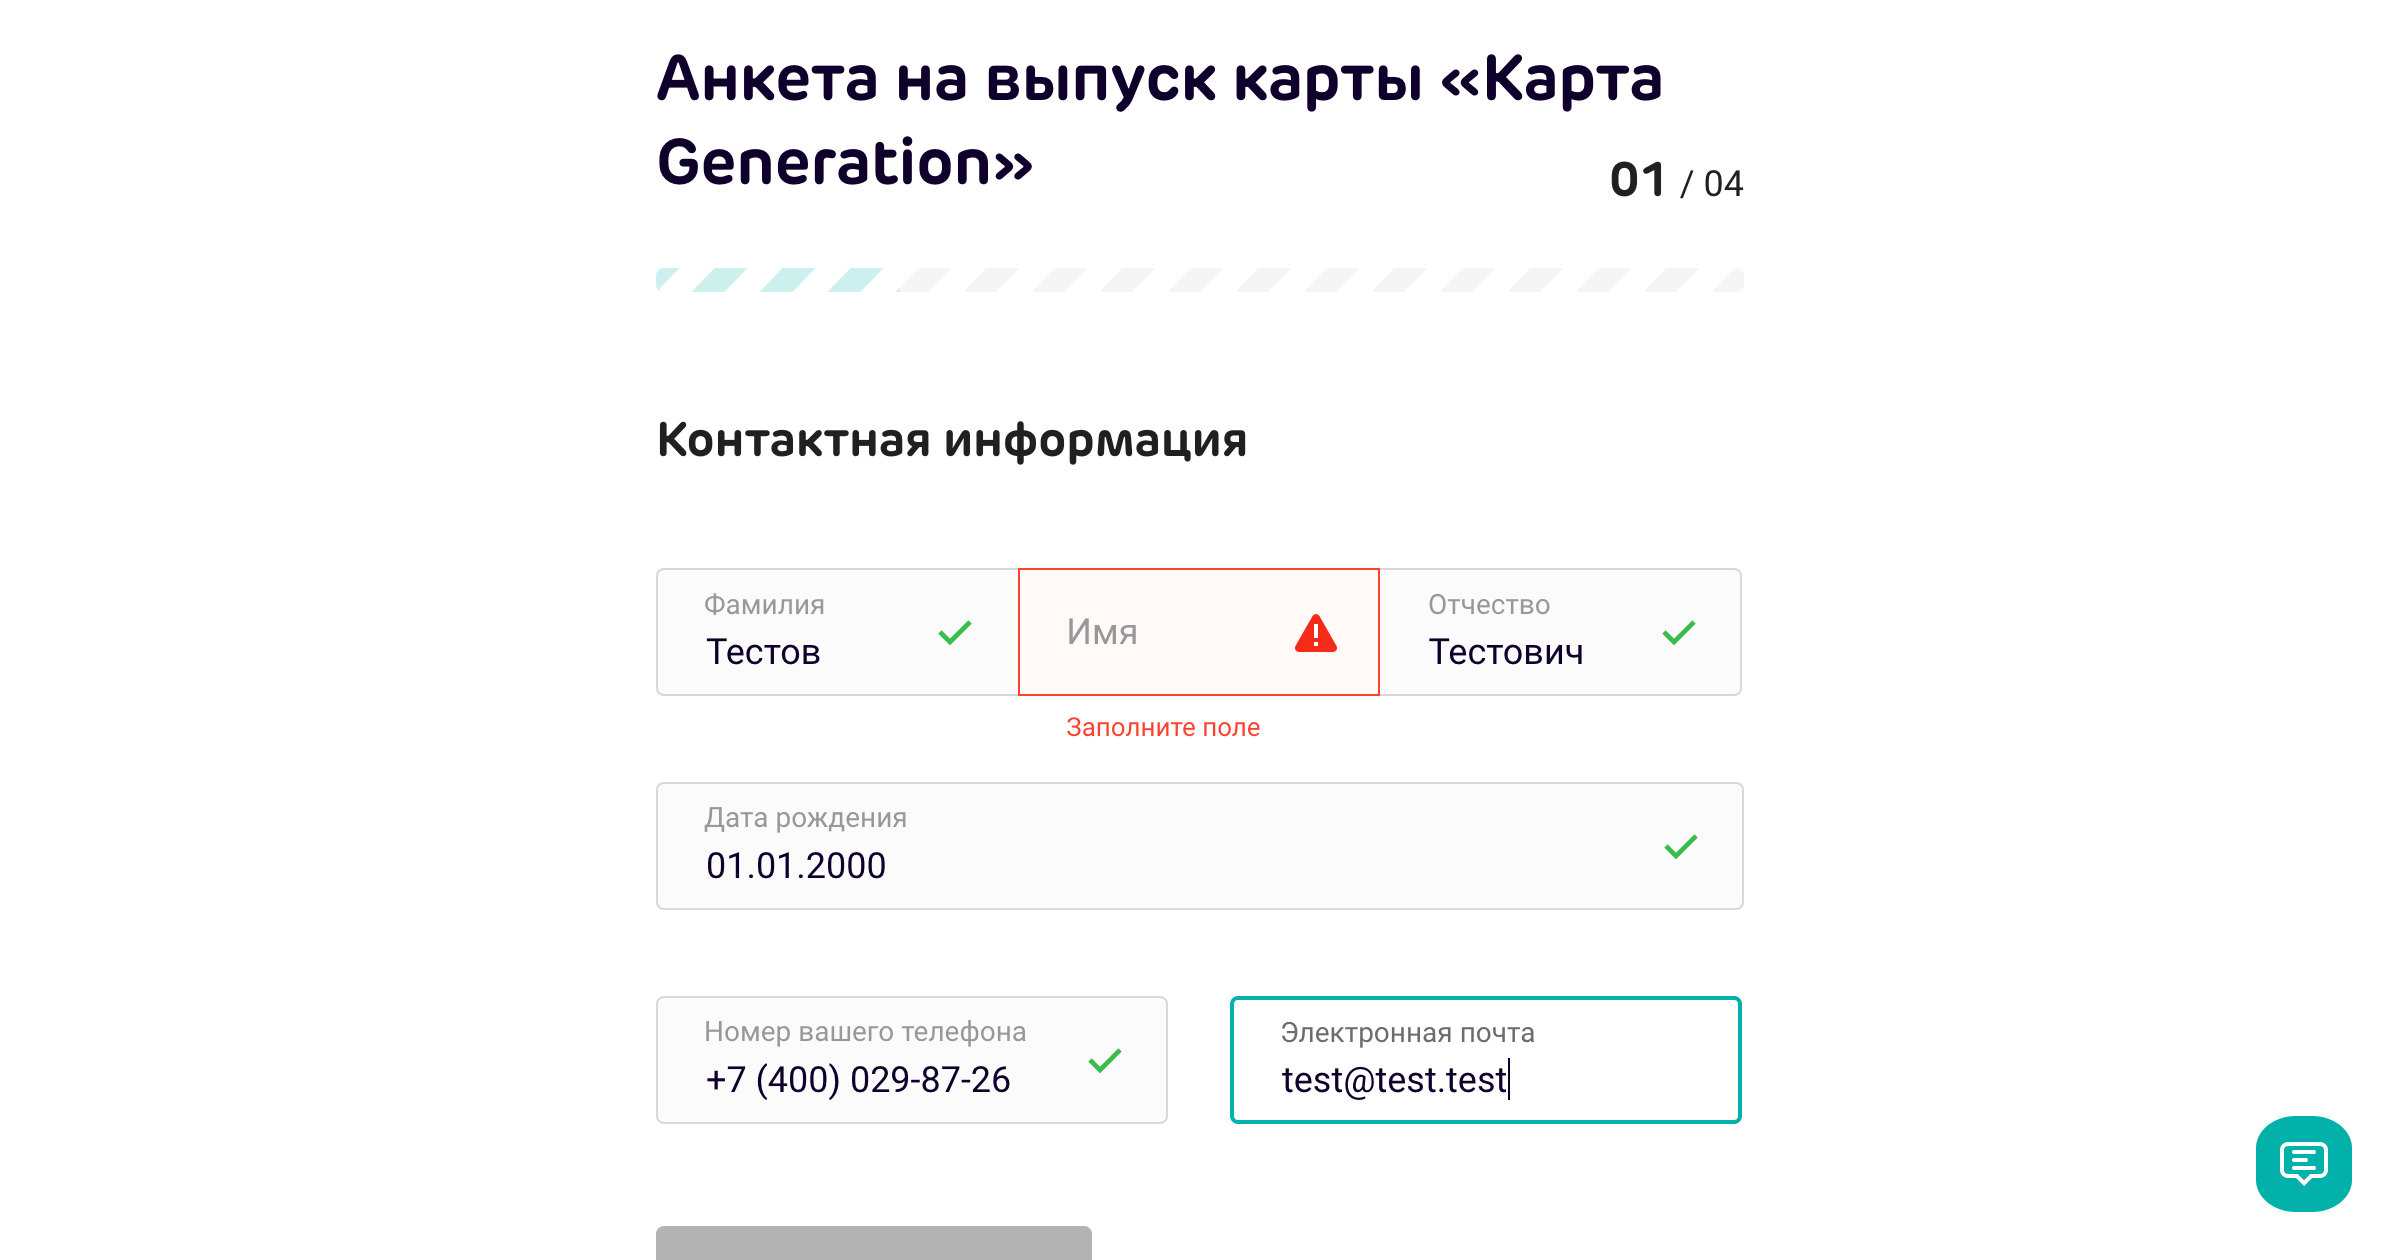 Анкета на выпуск карты «Карта
Generation»
01 / 04
Контактная информация
Фамилия
Тестов
Имя
Заполните поле
Отчество
Тестович
Дата рождения
01.01.2000
Номер вашего телефона
+7 (400) 029-87-26
Электронная почта
test@test.test